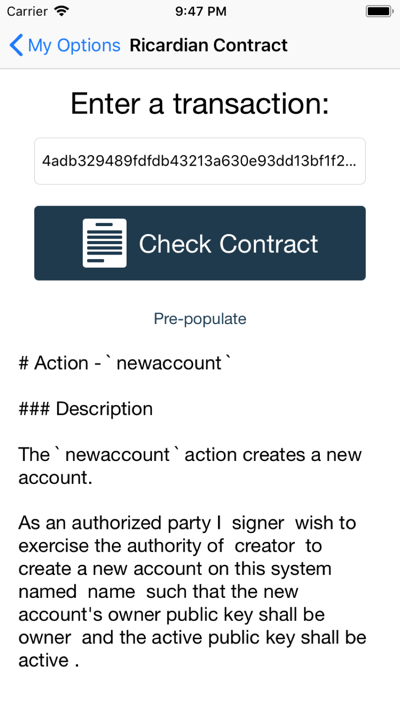 Carrier 9:47 PM
My Options Ricardian Contract
Enter a transaction:
4adb329489fdfdb43213a630e93dd13bf1f2...
Check Contract
Pre-populate
# Action - ` newaccount `
### Description
The ` newaccount ` action creates a new
account.
As an authorized party I  signer  wish to
exercise the authority of  creator  to
create a new account on this system
named  name  such that the new
account's owner public key shall be
owner  and the active public key shall be
active .